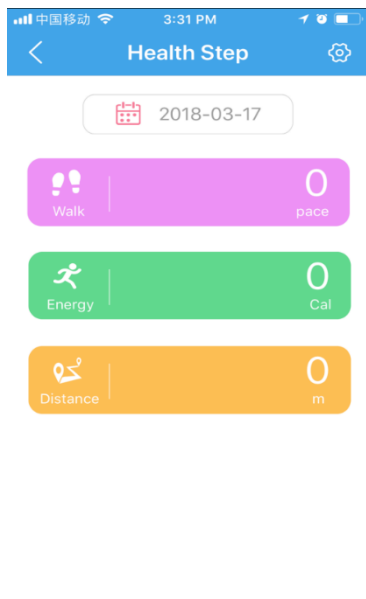 中国移动 3:31 PM
Health Step
2018-03-17
0
Walk pace
0
Energy Cal
0
Distance m